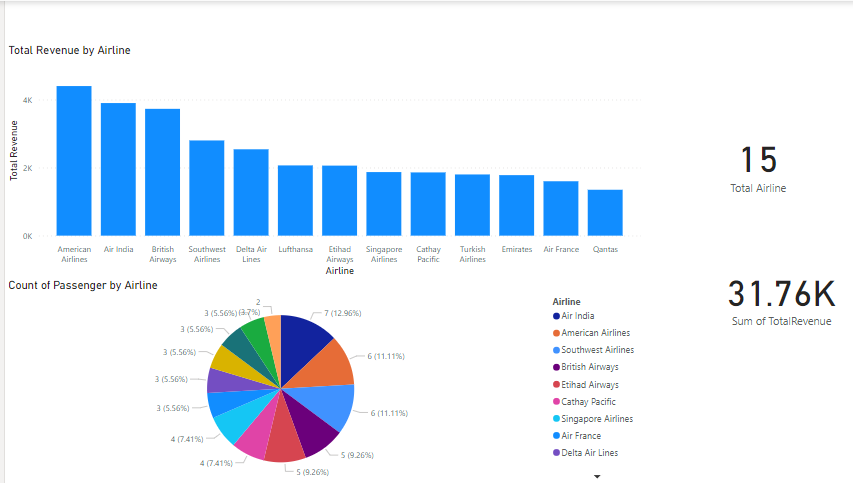 Total Revenue by Airline
Total Revenue
4K
2K
0K
American Airlines
Air India
British Airways
Southwest Airlines
Delta Air Lines
Lufthansa
Etihad Airways
Singapore Airlines
Cathay Pacific
Turkish Airlines
Emirates
Air France
Qantas
Airline
15
Total Airline
31.76K
Sum of TotalRevenue
Count of Passenger by Airline
7 (12.96%)
6 (11.11%)
6 (11.11%)
5 (9.26%)
5 (9.26%)
4 (7.41%)
4 (7.41%)
3 (5.56%)
3 (5.56%)
3 (5.56%)
3 (5.56%)
3 (5.56%)
2
(3.7%)
Airline
Air India
American Airlines
Southwest Airlines
British Airways
Etihad Airways
Cathay Pacific
Singapore Airlines
Air France
Delta Air Lines